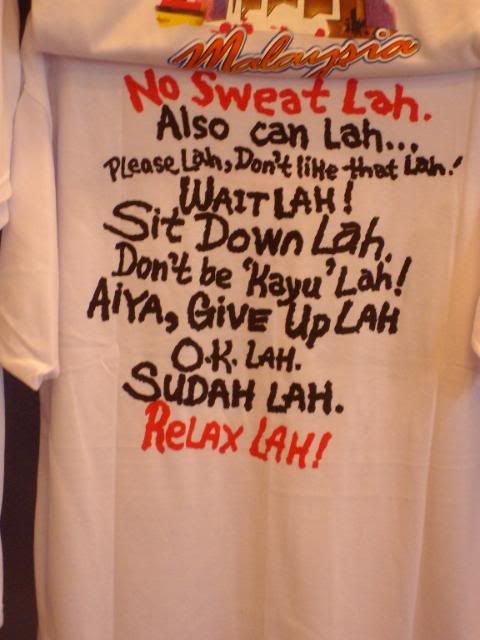 Malaysia
No Sweat Lah.
Also can Lah...
Please Lah, Don't like that Lah!
WAIT LAH!
Sit Down Lah.
Don't be 'Kayu' Lah!
AiYA, GiVE Up LAH
O.K. LAH.
SUDAH LAH.
ReLAX LAH!